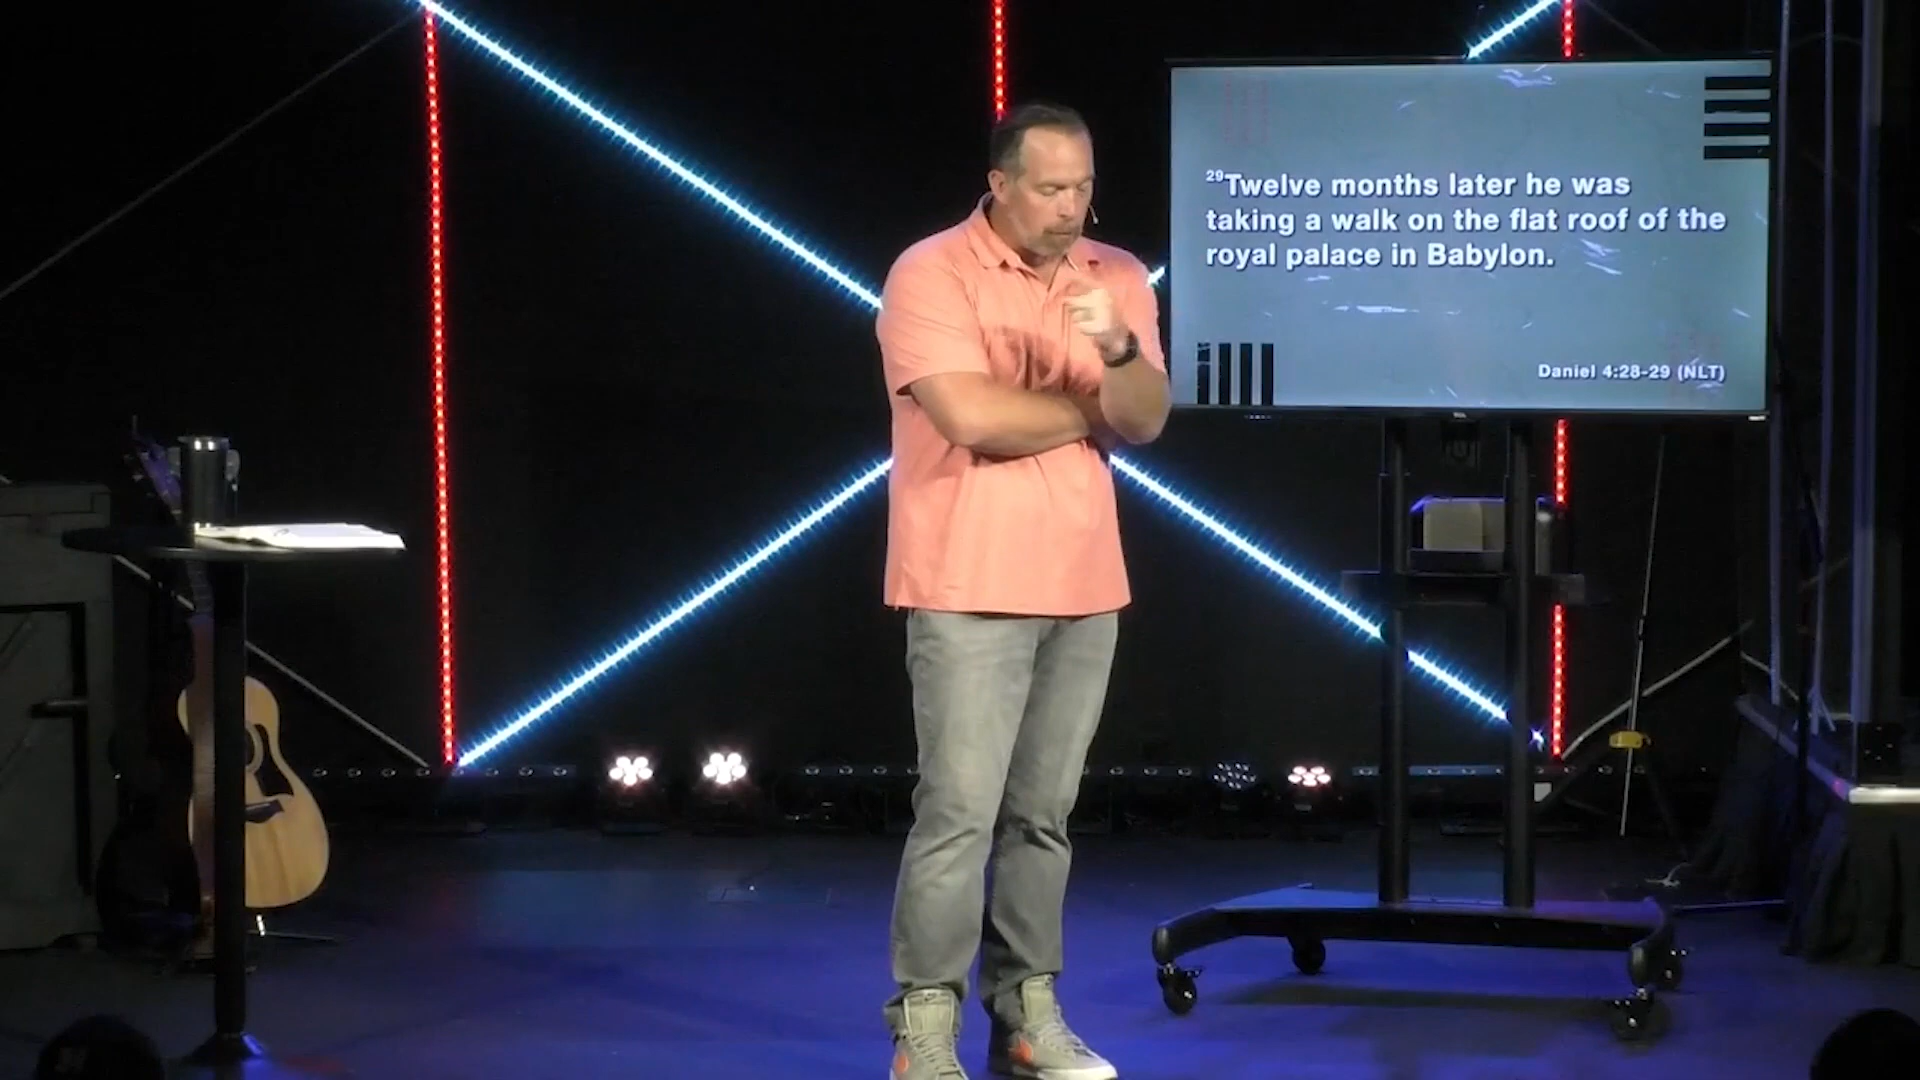 ²⁹Twelve months later he was
taking a walk on the flat roof of the
royal palace in Babylon.
Daniel 4:28-29 (NLT)